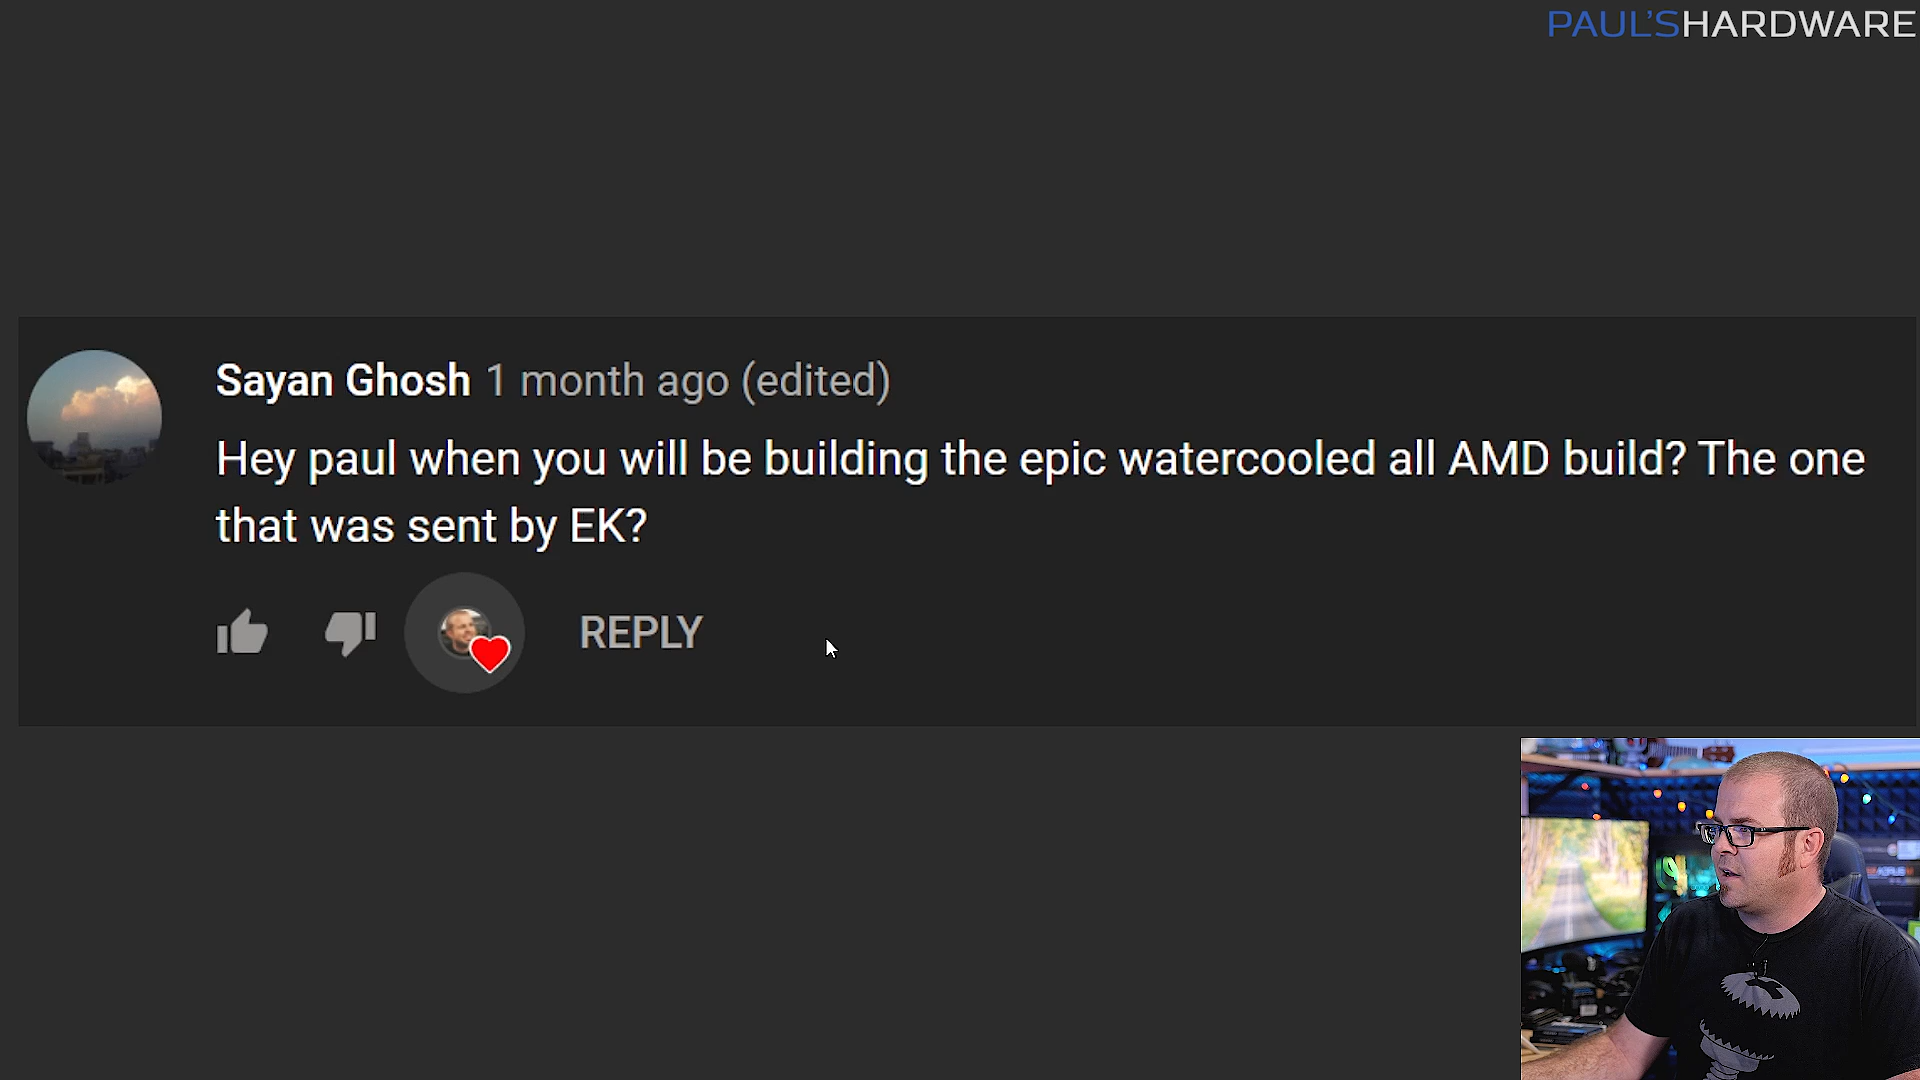 PAUL'SHARDWARE
Sayan Ghosh 1 month ago (edited)
Hey paul when you will be building the epic watercooled all AMD build? The one
that was sent by EK?
REPLY